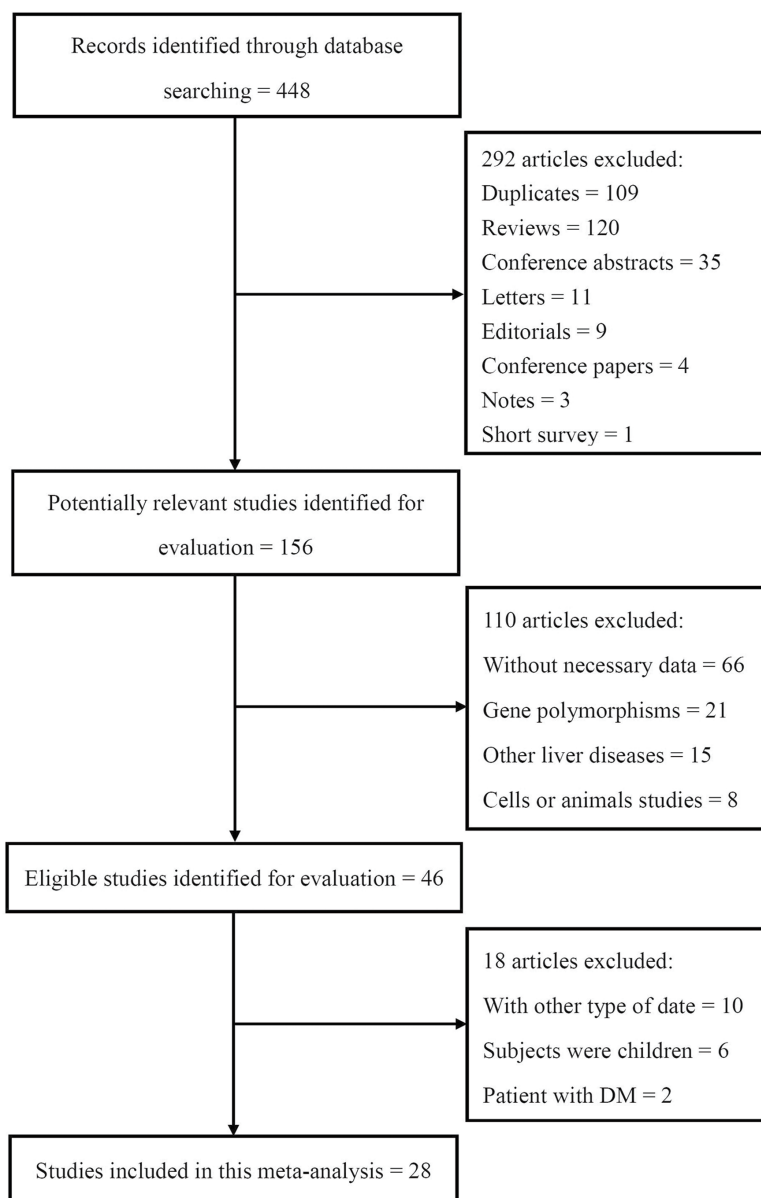 Records identified through database
searching = 448
292 articles excluded:
Duplicates = 109
Reviews = 120
Conference abstracts = 35
Letters = 11
Editorials = 9
Conference papers = 4
Notes = 3
Short survey = 1
Potentially relevant studies identified for
evaluation = 156
110 articles excluded:
Without necessary data = 66
Gene polymorphisms = 21
Other liver diseases = 15
Cells or animals studies = 8
Eligible studies identified for evaluation = 46
18 articles excluded:
With other type of date = 10
Subjects were children = 6
Patient with DM = 2
Studies included in this meta-analysis = 28